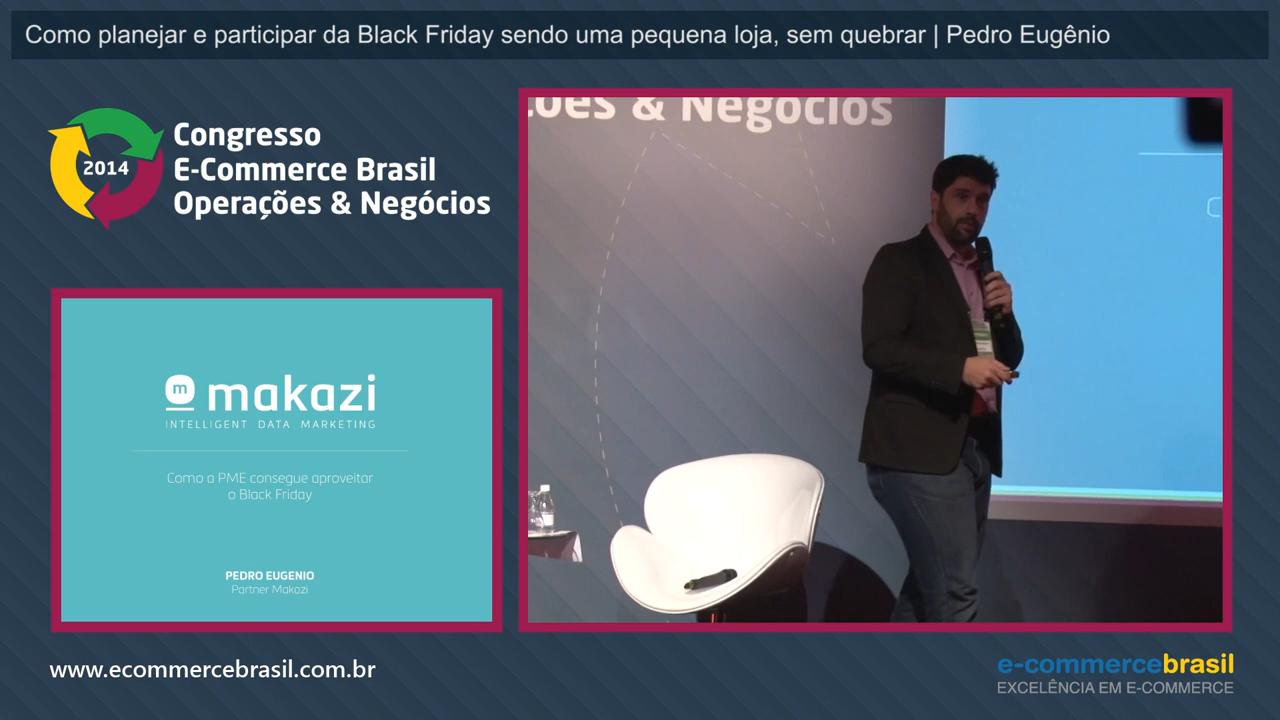 Como planejar e participar da Black Friday sendo uma pequena loja, sem quebrar | Pedro Eugênio
2014
Congresso
E-Commerce Brasil
Operações & Negócios
ões & Negócios
m
makazi
INTELLIGENT DATA MARKETING
Como a PME consegue aproveitar
o Black Friday
PEDRO EUGENIO
Partner Makazi
www.ecommercebrasil.com.br
e-commercebrasil
EXCELÊNCIA EM E-COMMERCE